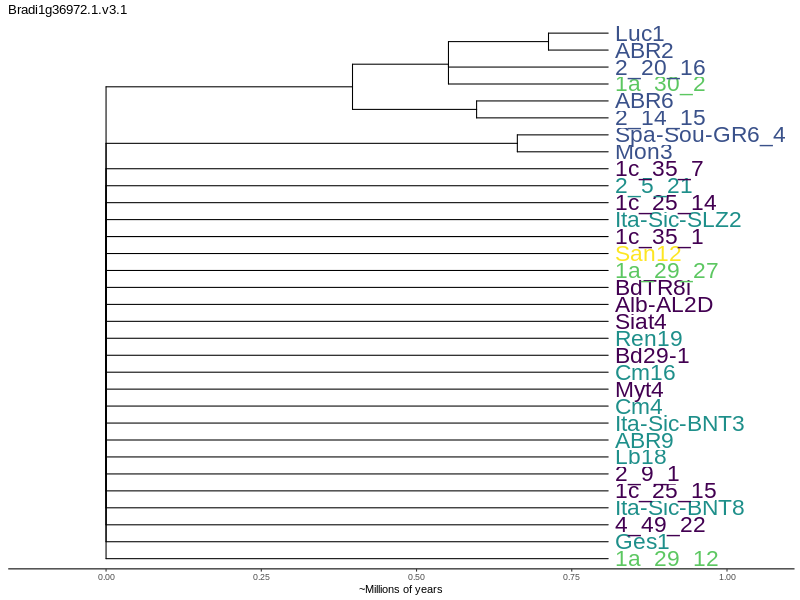 Bradi1g36972.1.v3.1
Luc1
ABR2
2_20_16
1a_30_2
ABR6
2_14_15
Spa-Sou-GR6_4
Mon3
1c_35_7
2_5_21
1c_25_14
Ita-Sic-SLZ2
1c_35_1
San12
1a_29_27
BdTR8i
Alb-AL2D
Siat4
Ren19
Bd29-1
Cm16
Myt4
Cm4
Ita-Sic-BNT3
ABR9
Lb18
2_9_1
1c_25_15
Ita-Sic-BNT8
4_49_22
Ges1
1a_29_12
0.00 0.25 0.50 0.75 1.00
~Millions of years